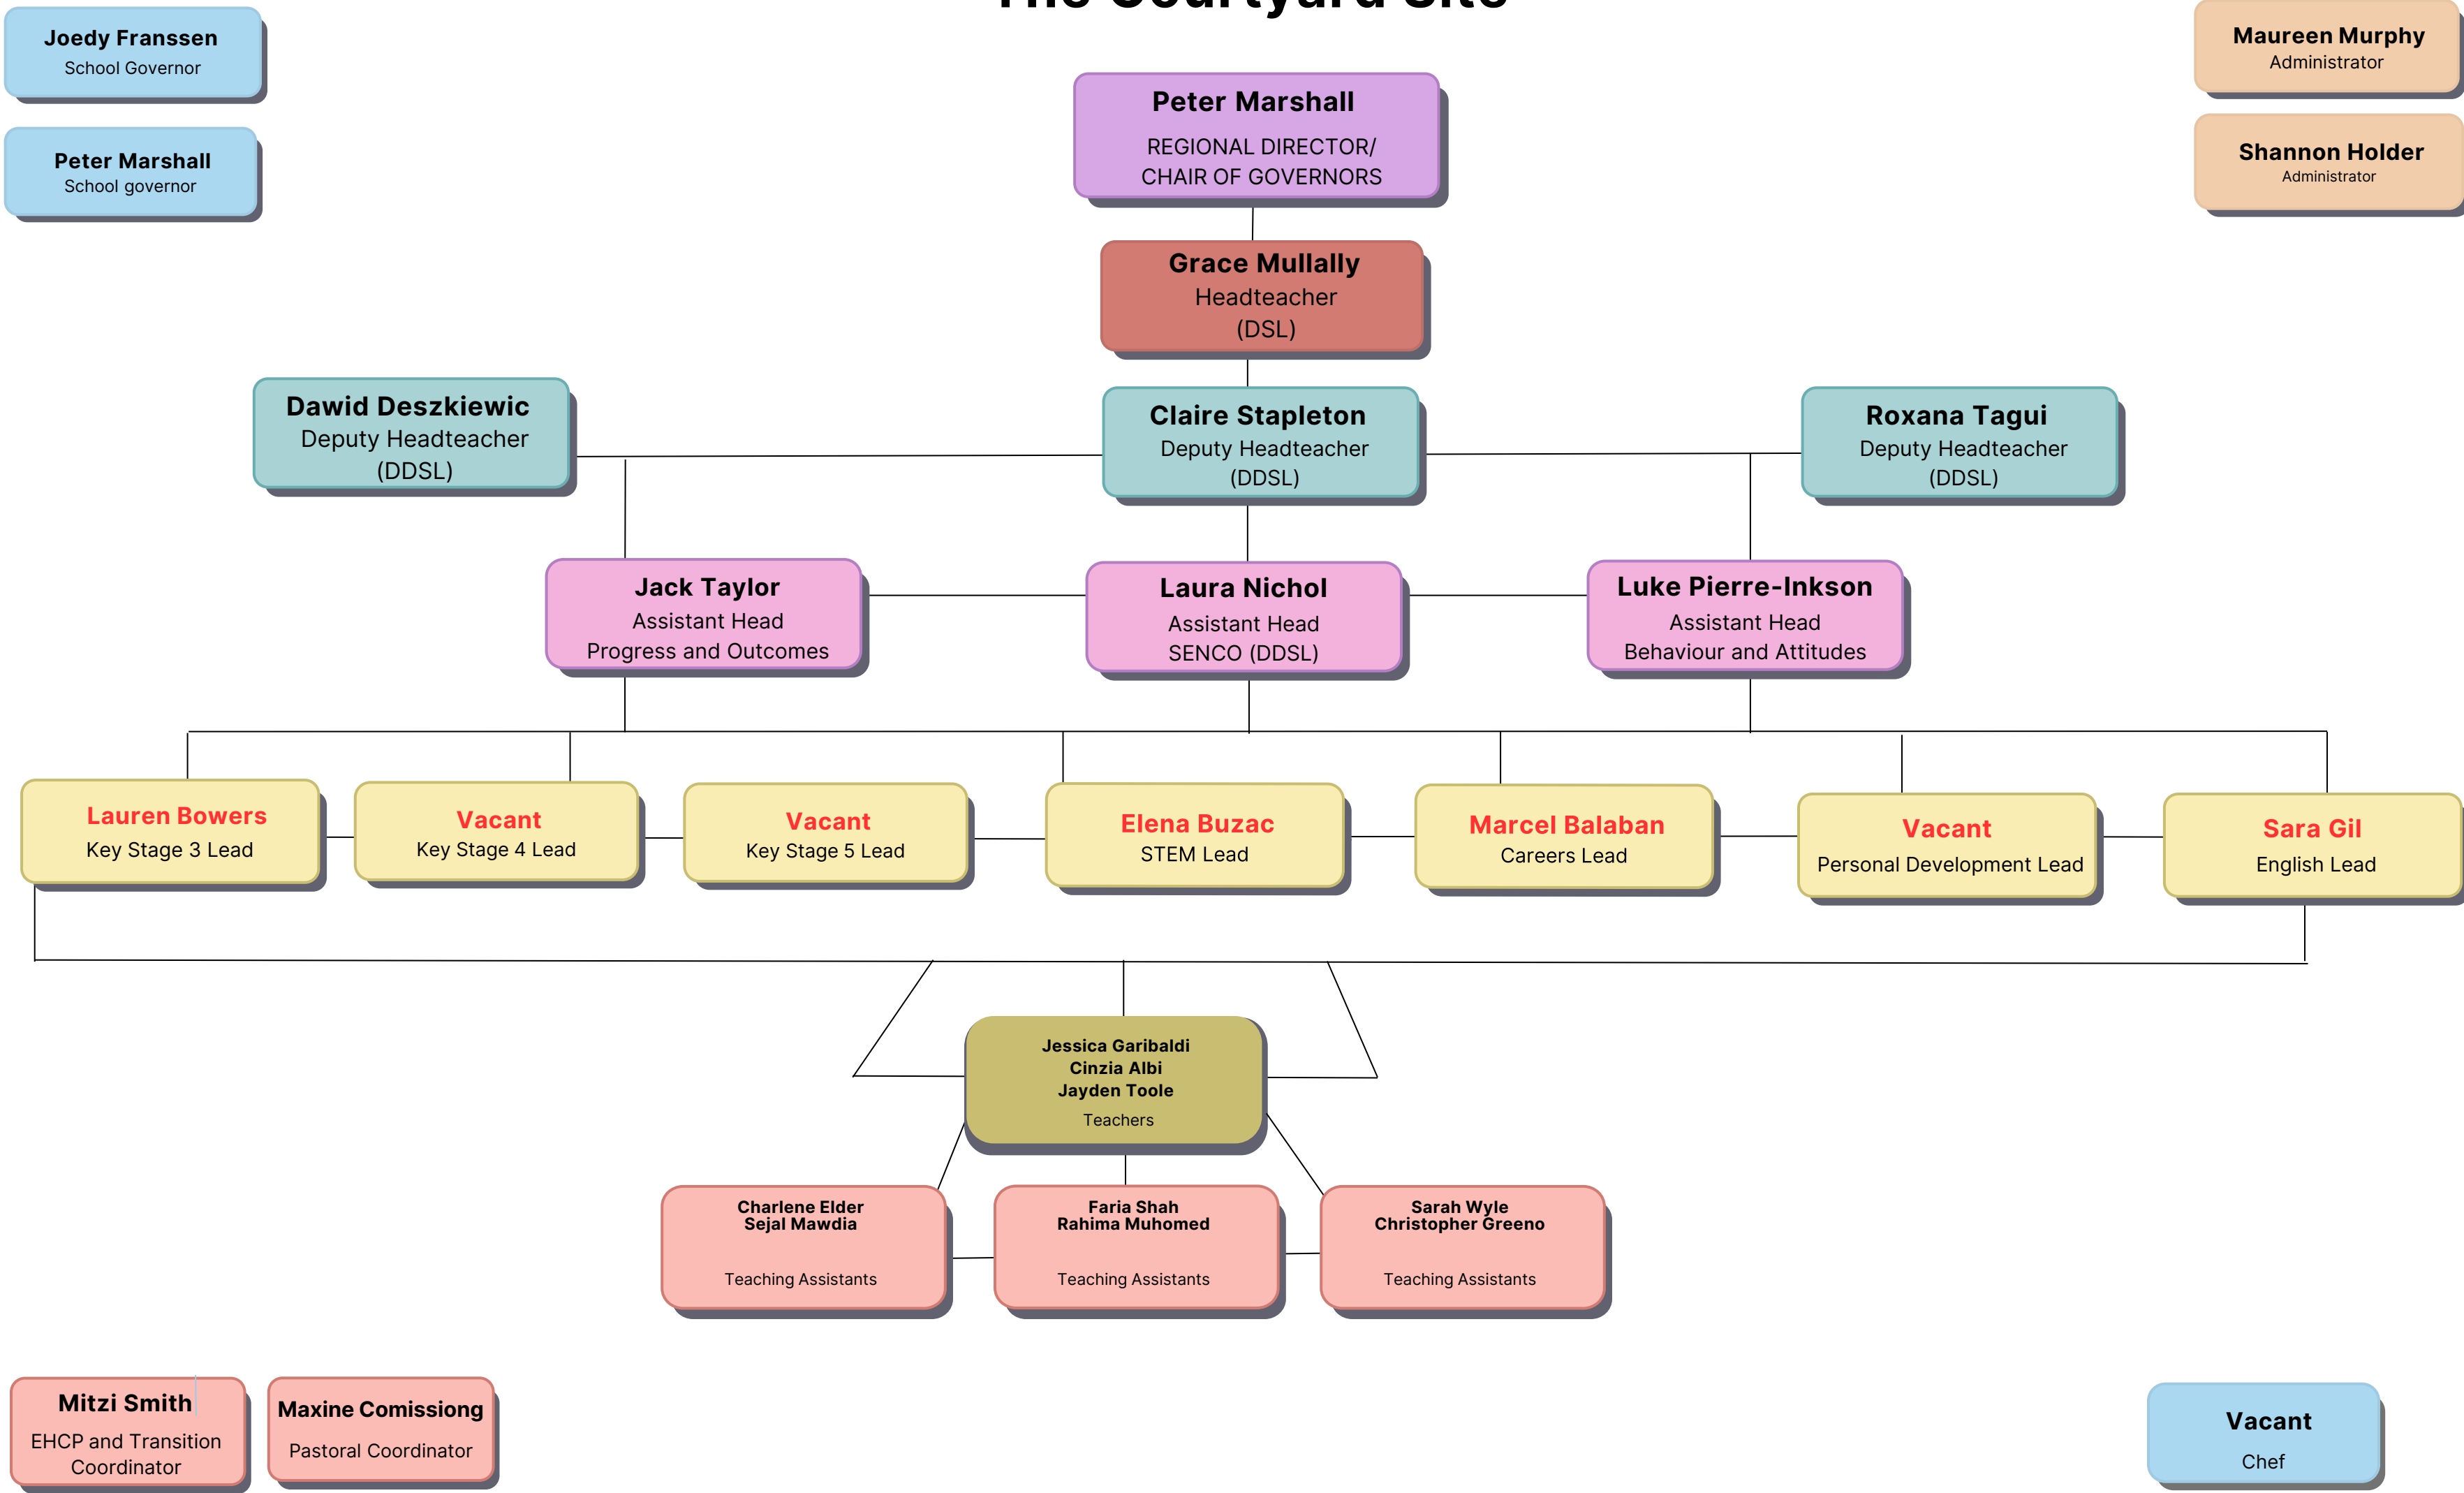 The Courtyard Site
Joedy Franssen
School Governor
Peter Marshall
School governor
Maureen Murphy
Administrator
Shannon Holder
Administrator
Peter Marshall
REGIONAL DIRECTOR/
CHAIR OF GOVERNORS
Grace Mullally
Headteacher
(DSL)
Dawid Deszkiewic
Deputy Headteacher
(DDSL)
Claire Stapleton
Deputy Headteacher
(DDSL)
Roxana Tagui
Deputy Headteacher
(DDSL)
Jack Taylor
Assistant Head
Progress and Outcomes
Laura Nichol
Assistant Head
SENCO (DDSL)
Luke Pierre-Inkson
Assistant Head
Behaviour and Attitudes
Lauren Bowers
Key Stage 3 Lead
Vacant
Key Stage 4 Lead
Vacant
Key Stage 5 Lead
Elena Buzac
STEM Lead
Marcel Balaban
Careers Lead
Vacant
Personal Development Lead
Sara Gil
English Lead
Jessica Garibaldi
Cinzia Albi
Jayden Toole
Teachers
Charlene Elder
Sejal Mawdia
Teaching Assistants
Faria Shah
Rahima Muhomed
Teaching Assistants
Sarah Wyle
Christopher Greeno
Teaching Assistants
Mitzi Smith
EHCP and Transition
Coordinator
Maxine Comissiong
Pastoral Coordinator
Vacant
Chef